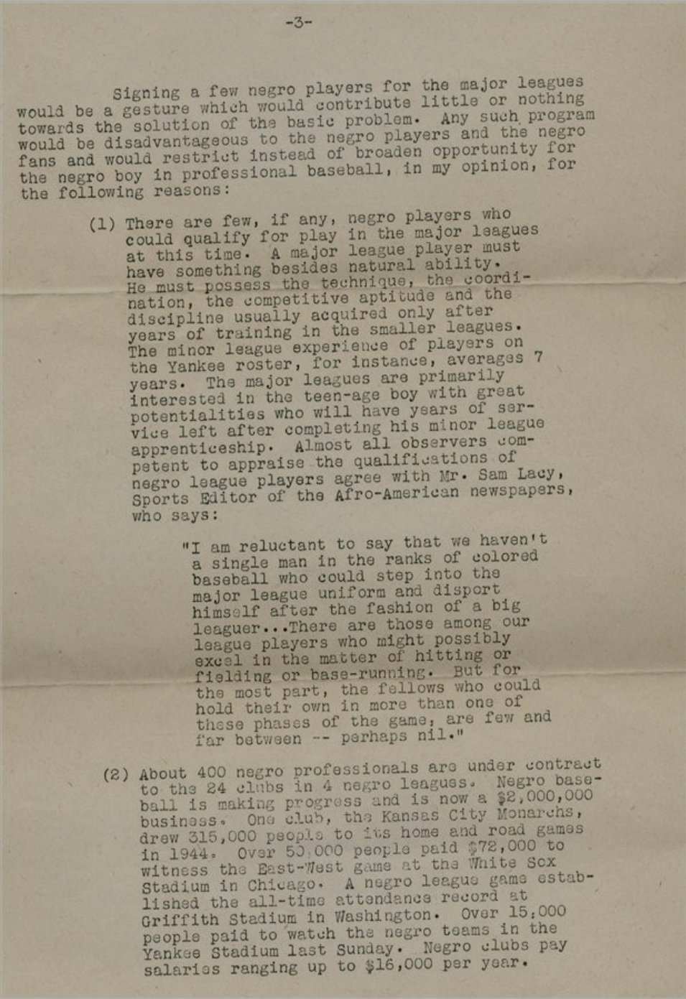 -3-
Signing a few negro players for the major leagues
would be a gesture which would contribute little or nothing
towards the solution of the basic problem. Any such program
would be disadvantageous to the negro players and the negro
fans and would restrict instead of broaden opportunity for
the negro boy in professional baseball, in my opinion, for
the following reasons:
(1) There are few, if any, negro players who
could qualify for play in the major leagues
at this time. A major league player must
have something besides natural ability.
He must possess the technique, the coordi-
nation, the competitive aptitude and the
discipline usually acquired only after
years of training in the smaller leagues.
The minor league experience of players on
the Yankee roster, for instance, averages 7
years. The major leagues are primarily
interested in the teen-age boy with great
potentialities who will have years of ser-
vice left after completing his minor league
apprenticeship. Almost all observers com-
petent to appraise the qualifications of
negro league players agree with Mr. Sam Lacy,
Sports Editor of the Afro-American newspapers,
who says:
"I am reluctant to say that we haven't
a single man in the ranks of colored
baseball who could step into the
major league uniform and disport
himself after the fashion of a big
leaguer...There are those among our
league players who might possibly
excel in the matter of hitting or
fielding or base-running. But for
the most part, the fellows who could
hold their own in more than one of
these phases of the game, are few and
far between -- perhaps nil."
(2) About 400 negro professionals are under contract
to the 24 clubs in 4 negro leagues. Negro base-
ball is making progress and is now a $2,000,000
business. One club, the Kansas City Monarchs,
drew 315,000 people to its home and road games
in 1944. Over 50,000 people paid $72,000 to
witness the East-West game at the White Sox
Stadium in Chicago. A negro league game estab-
lished the all-time attendance record at
Griffith Stadium in Washington. Over 15,000
people paid to watch the negro teams in the
Yankee Stadium last Sunday. Negro clubs pay
salaries ranging up to $16,000 per year.